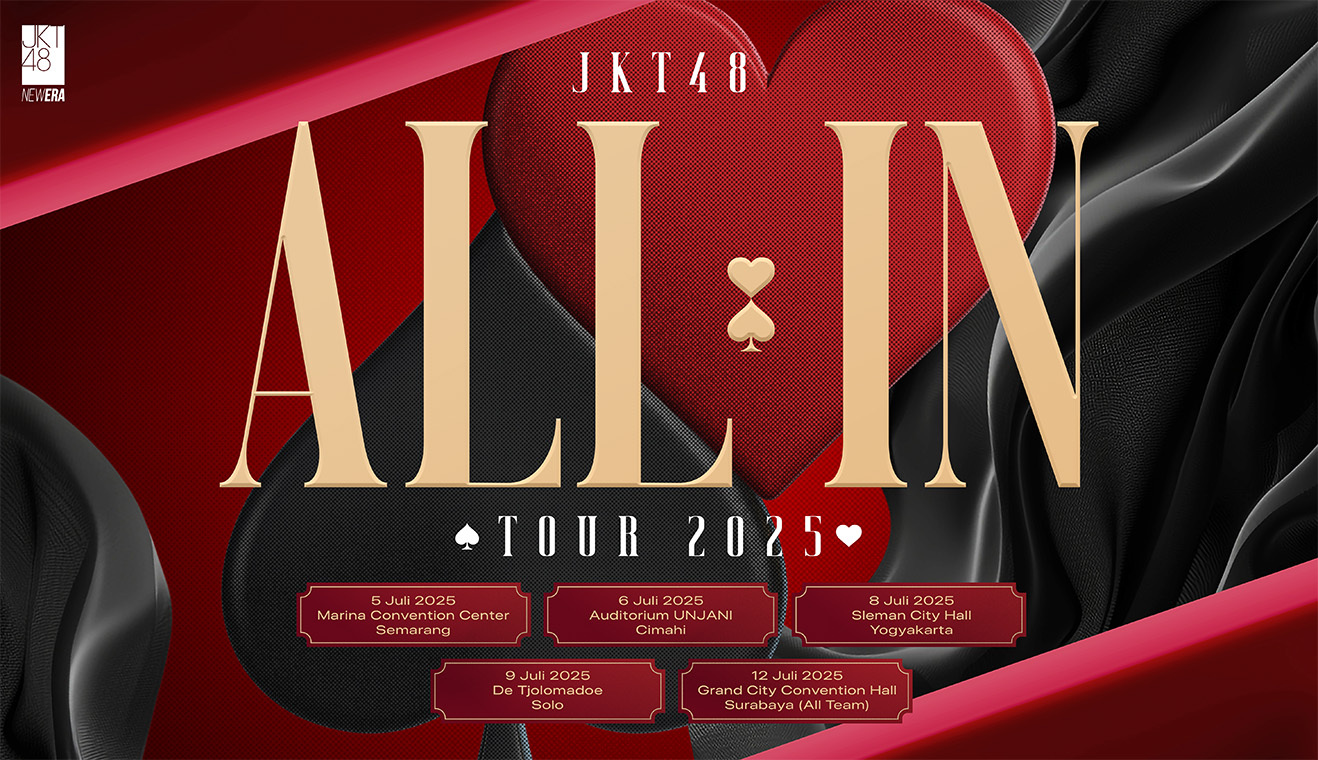 JKT
48
NEWERA
JKT48
ALL IN
TOUR 2025
5 Juli 2025
Marina Convention Center
Semarang
6 Juli 2025
Auditorium UNJANI
Cimahi
8 Juli 2025
Sleman City Hall
Yogyakarta
9 Juli 2025
De Tjolomadoe
Solo
12 Juli 2025
Grand City Convention Hall
Surabaya (All Team)